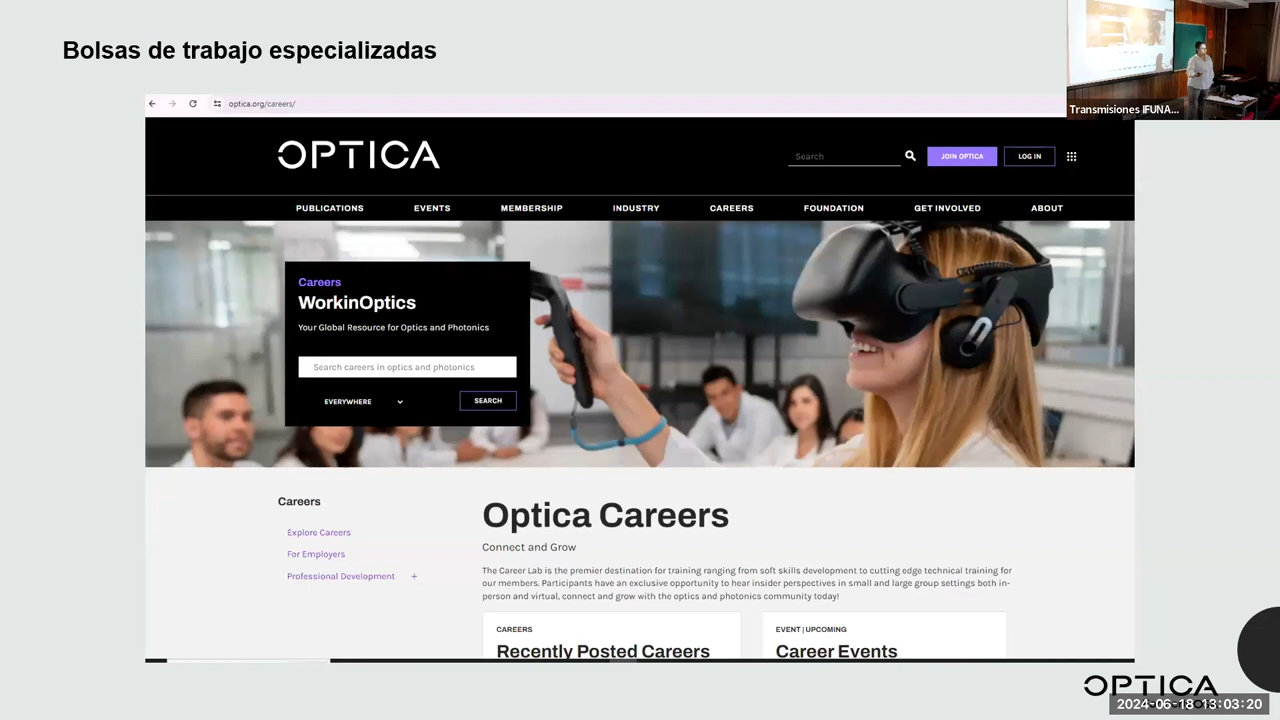 Bolsas de trabajo especializadas
Transmisiones IFUNA...
optica.org/careers/
OPTICA
Search
JOIN OPTICA
LOG IN
PUBLICATIONS
EVENTS
MEMBERSHIP
INDUSTRY
CAREERS
FOUNDATION
GET INVOLVED
ABOUT
Careers
WorkinOptics
Your Global Resource for Optics and Photonics
Search careers in optics and photonics
EVERYWHERE
SEARCH
Careers
Explore Careers
For Employers
Professional Development +
Optica Careers
Connect and Grow
The Career Lab is the premier destination for training ranging from soft skills development to cutting edge technical training for
our members. Participants have an exclusive opportunity to hear insider perspectives in small and large group settings both in-
person and virtual, connect and grow with the optics and photonics community today!
CAREERS
Recently Posted Careers
EVENT | UPCOMING
Career Events
OPTICA
2024-06-18 13:03:20